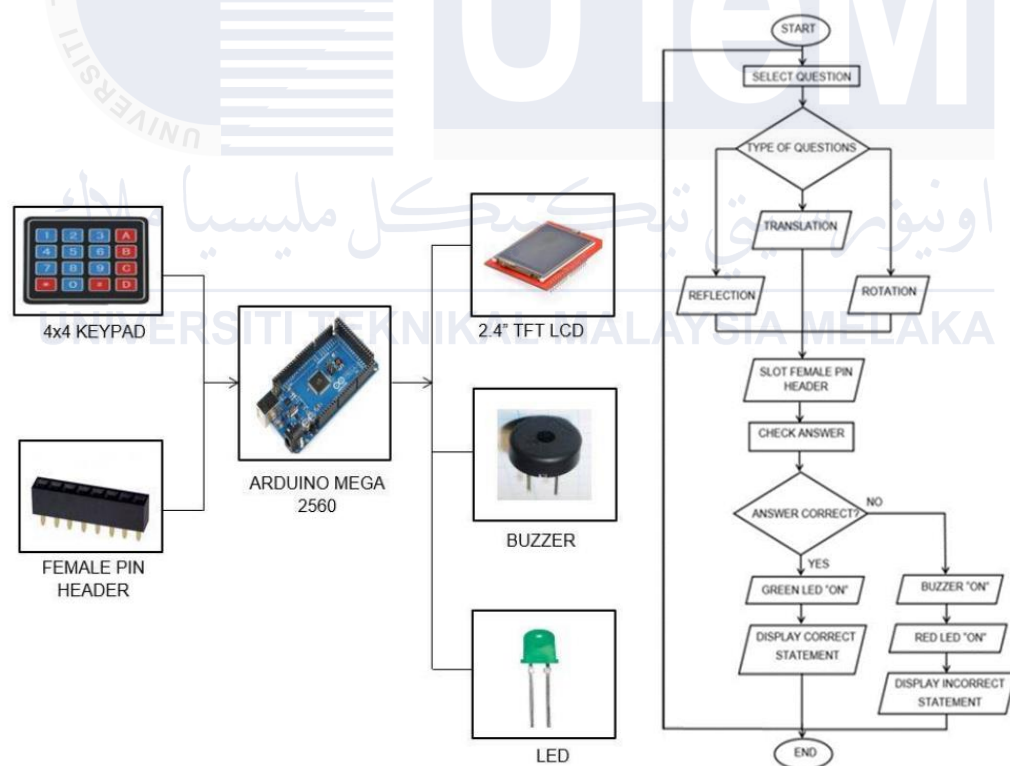 UTeM
UNIVERSITI
اونيۏرسيتي تيكنيكل مليسيا ملاك
UNIVERSITI TEKNIKAL MALAYSIA MELAKA
1 2 3 A
4 5 6 B
7 8 9 C
* 0 # D
4x4 KEYPAD
FEMALE PIN
HEADER
ARDUINO MEGA
2560
2.4" TFT LCD
BUZZER
LED
START
SELECT QUESTION
TYPE OF QUESTIONS
TRANSLATION
REFLECTION
ROTATION
SLOT FEMALE PIN
HEADER
CHECK ANSWER
ANSWER CORRECT?
NO
YES
GREEN LED "ON"
BUZZER "ON"
DISPLAY CORRECT
STATEMENT
RED LED "ON"
DISPLAY INCORRECT
STATEMENT
END